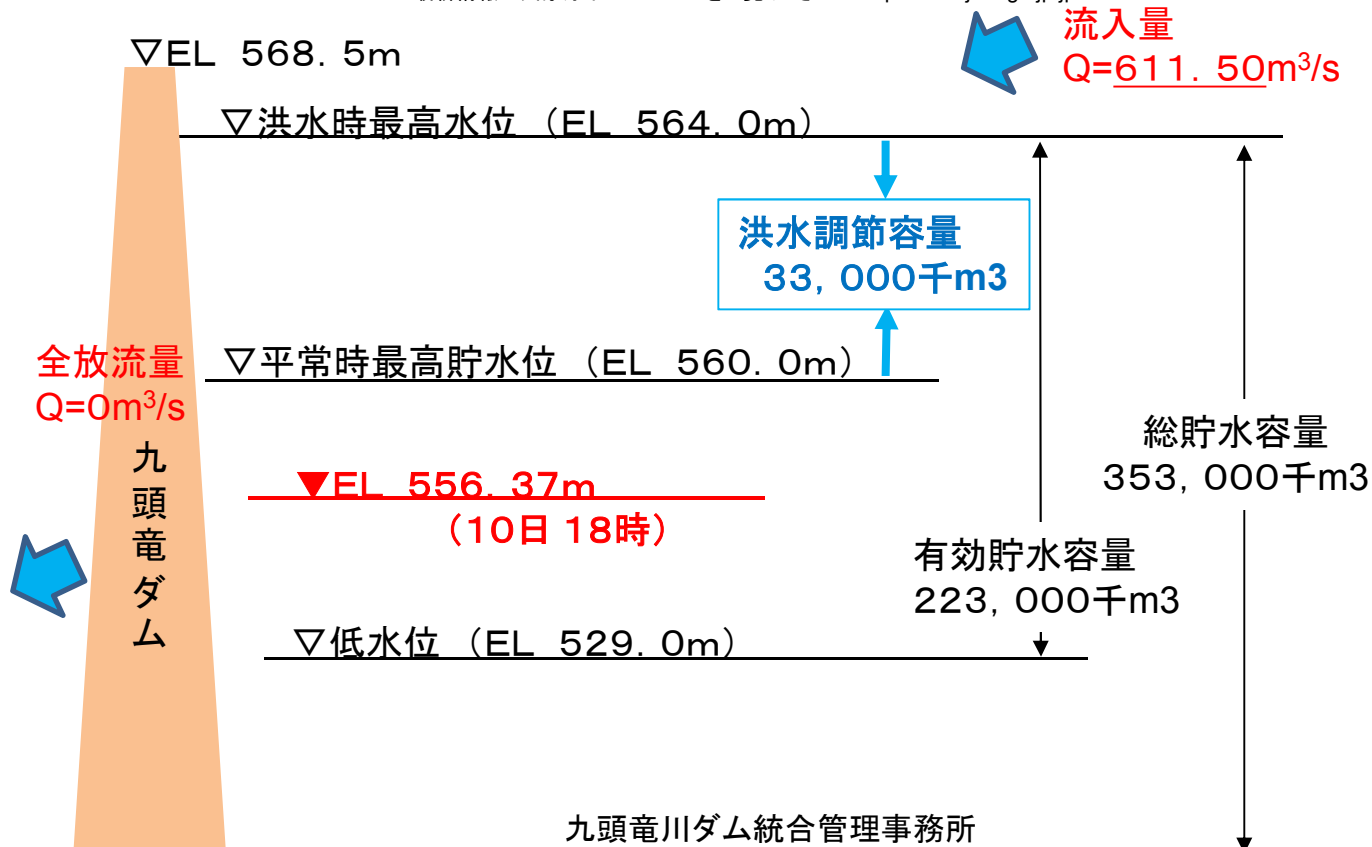 流入量
Q=611．50m³/s
▽EL 568．5m
▽洪水時最高水位 （EL 564．0m）
洪水調節容量
33，000千m3
全放流量
Q=0m³/s
▽平常時最高貯水位 （EL 560．0m）
九頭竜ダム
総貯水容量
353，000千m3
▼EL 556．37m
（10日 18時）
有効貯水容量
223，000千m3
▽低水位 （EL 529．0m）
九頭竜川ダム統合管理事務所